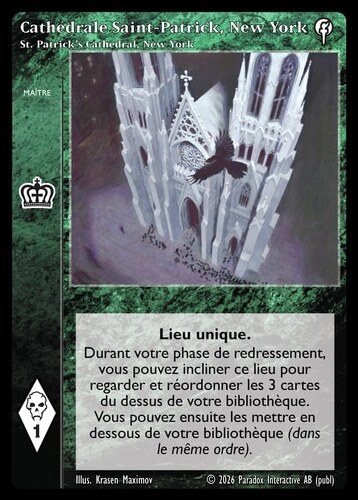 Cathédrale Saint-Patrick, New York
St. Patrick's Cathedral, New York
MAÎTRE
Lieu unique.
Durant votre phase de redressement,
vous pouvez incliner ce lieu pour
regarder et réordonner les 3 cartes
du dessus de votre bibliothèque.
Vous pouvez ensuite les mettre en
dessous de votre bibliothèque (dans
le même ordre).
1
Illus. Krasen Maximov
© 2026 Paradox Interactive AB (publ)